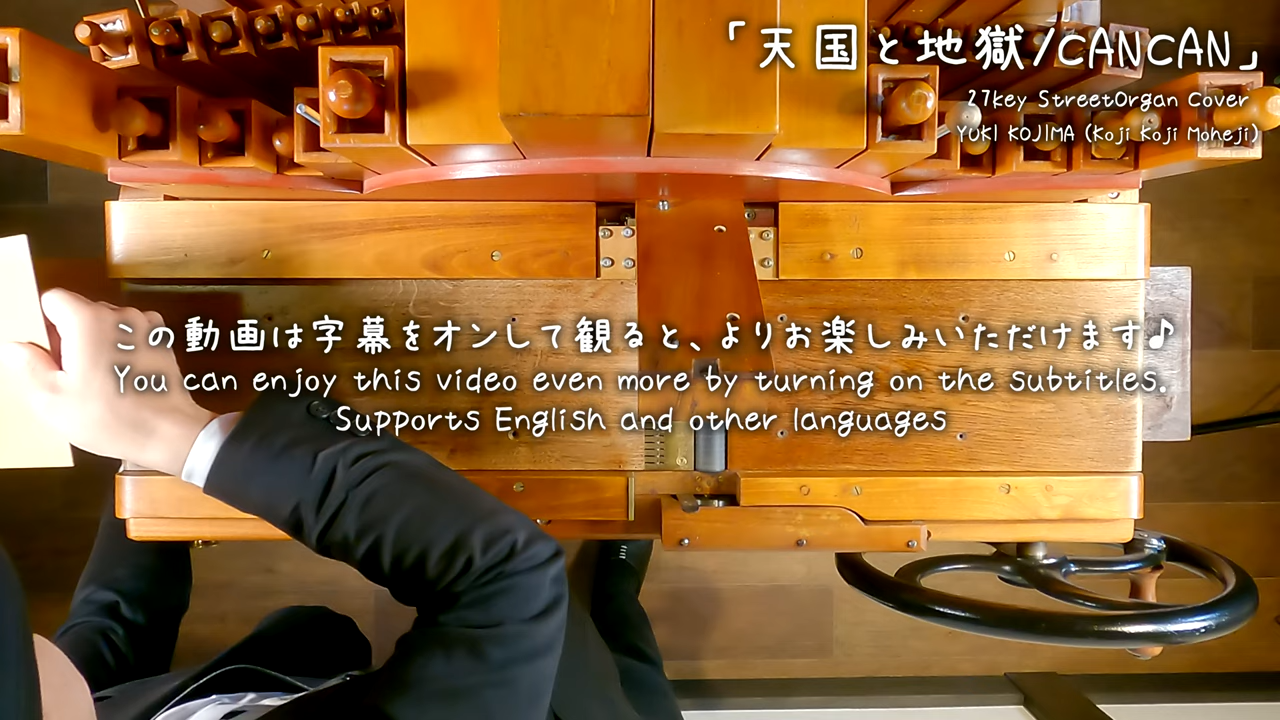 「天国と地獄/CANCAN」
27key StreetOrgan Cover
YUKI KOJIMA (Koji Koji Moheji)
この動画は字幕をオンして観ると、よりお楽しみいただけます♪
You can enjoy this video even more by turning on the subtitles.
Supports English and other languages